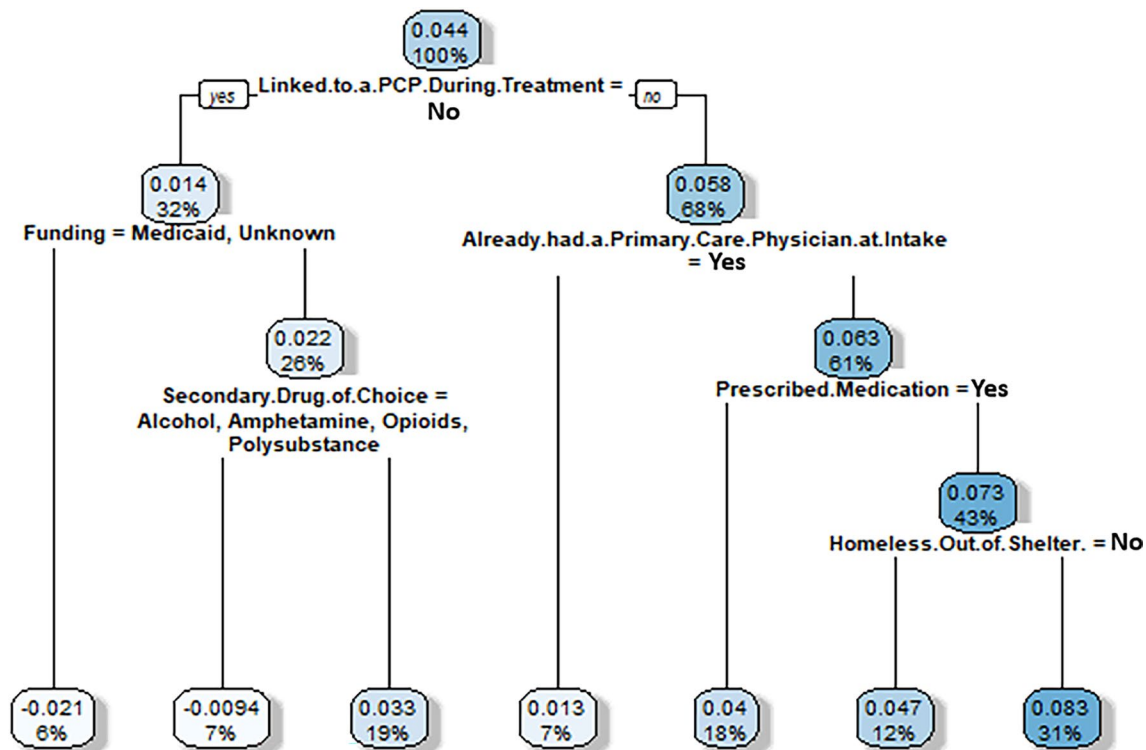 0.044
100%
yes
Linked.to.a.PCP.During.Treatment =
no
No
0.014
32%
0.058
68%
Funding = Medicaid, Unknown
Already.had.a.Primary.Care.Physician.at.Intake
= Yes
0.022
26%
0.063
61%
Secondary.Drug.of.Choice =
Alcohol, Amphetamine, Opioids,
Polysubstance
Prescribed.Medication =Yes
0.073
43%
Homeless.Out.of.Shelter. = No
-0.021
6%
-0.0094
7%
0.033
19%
0.013
7%
0.04
18%
0.047
12%
0.083
31%